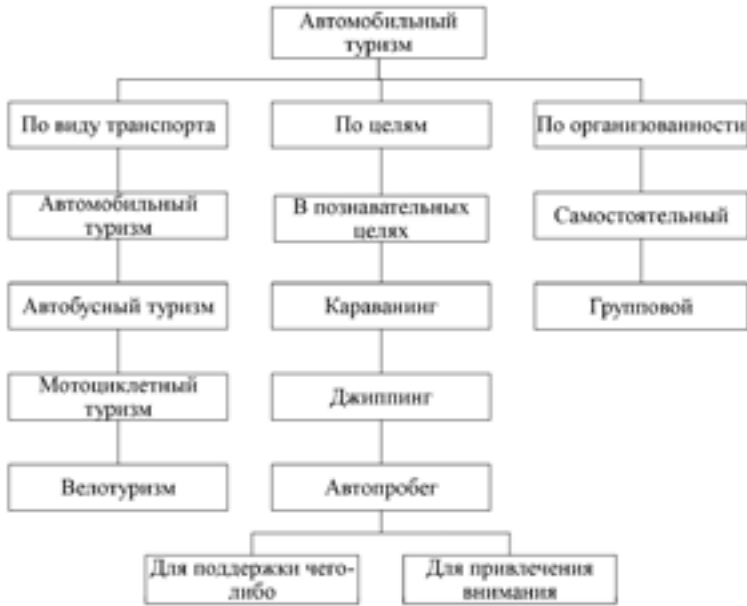 Автомобильный
туризм
По виду транспорта
По целям
По организованности
Автомобильный
туризм
В познавательных
целях
Самостоятельный
Автобусный туризм
Караванинг
Групповой
Мотоциклетный
туризм
Джиппинг
Велотуризм
Автопробег
Для поддержки чего-
либо
Для привлечения
внимания